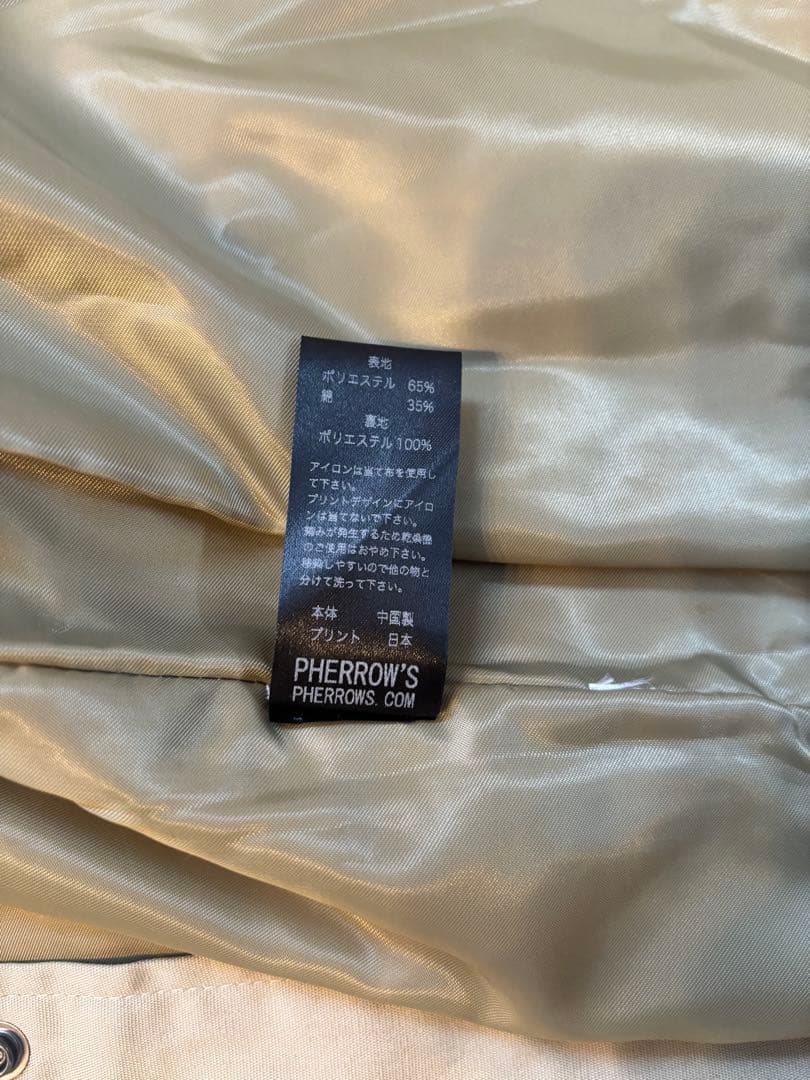 表地
ポリエステル 65%
綿 35%
裏地
ポリエステル 100%
アイロンは当て布を使用し
て下さい。
プリントデザインにアイロ
ンは当てないで下さい。
縮みが発生するため乾燥機
のご使用はおやめ下さい。
移染しやすいので他の物と
分けて洗って下さい。
本体 中国製
プリント 日本
PHERROW'S
PHERROWS.COM